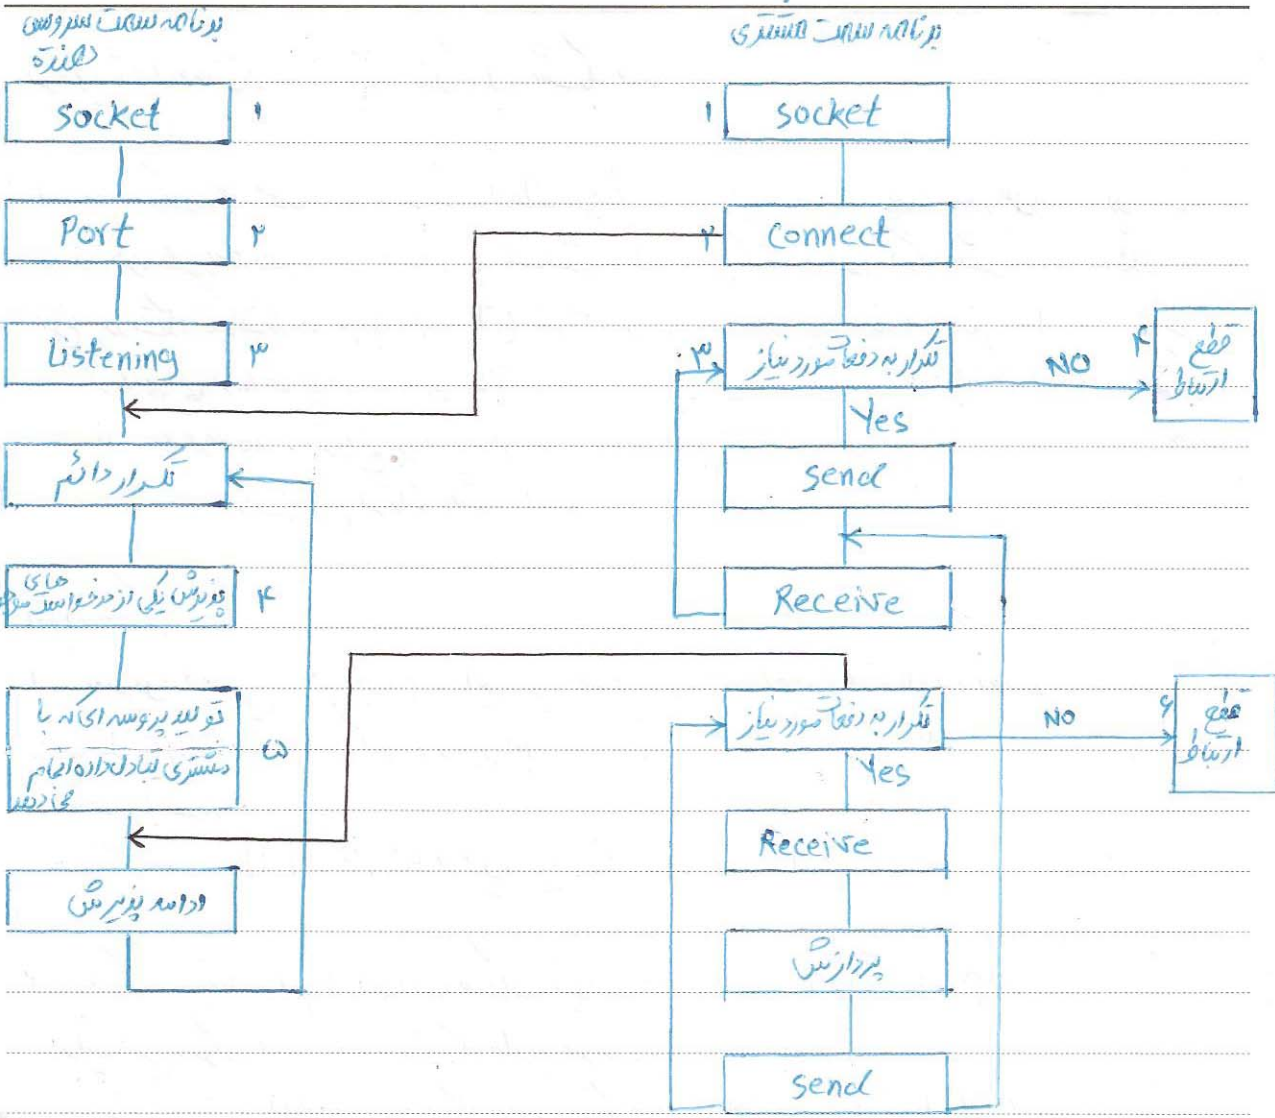 برنامه سمت سرویس
دهنده
Socket
۱
Port
۲
Listening
۳
تکرار دائم
پذیرش یکی از درخواست های
۴
تولید پروسه ای که با
مشتری تبادل داده انجام
می دهد
۵
ادامه پذیرش
برنامه سمت مشتری
۱
Socket
۲
Connect
۳
تکرار به دفعات مورد نیاز
NO
۴
قطع
ارتباط
Yes
Send
Receive
تکرار به دفعات مورد نیاز
NO
۶
قطع
ارتباط
Yes
Receive
پردازش
Send